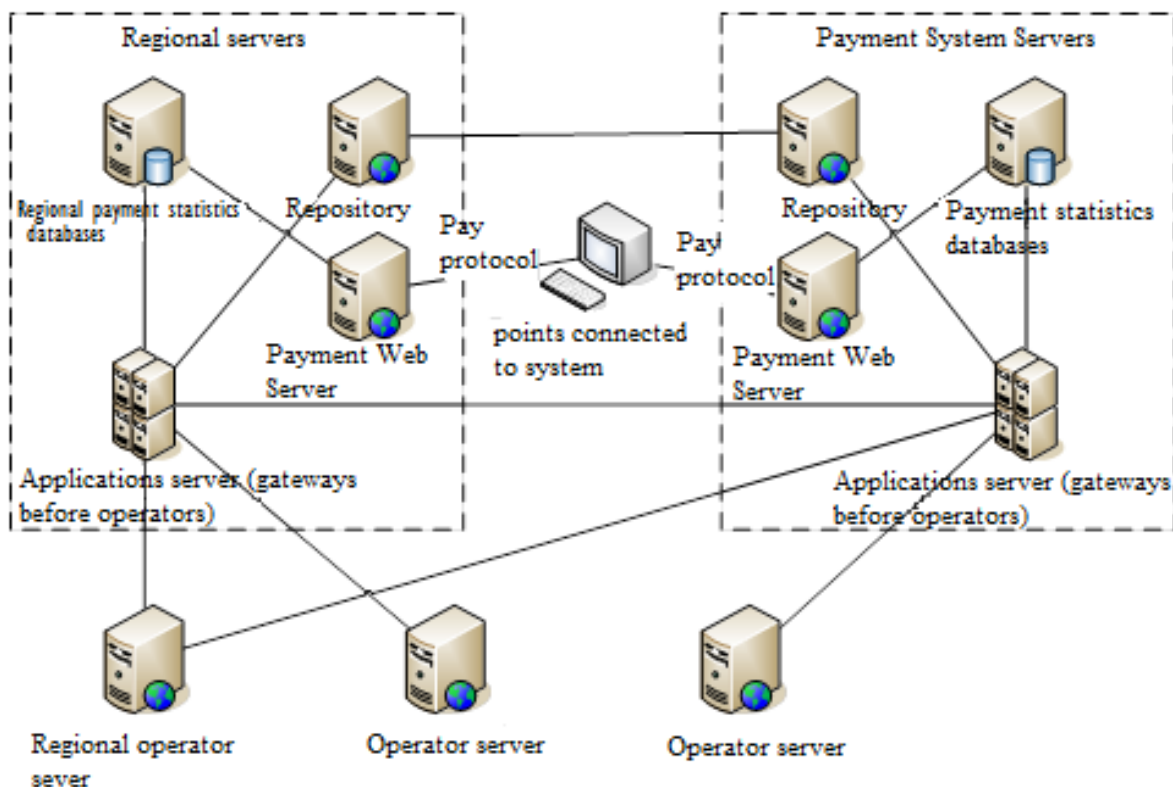 Regional servers
Payment System Servers
Regional payment statistics
databases
Repository
Pay
protocol
Pay
protocol
Repository
Payment statistics
databases
points connected
to system
Payment Web
Server
Payment Web
Server
Applications server (gateways
before operators)
Applications server (gateways
before operators)
Regional operator
sever
Operator server
Operator server